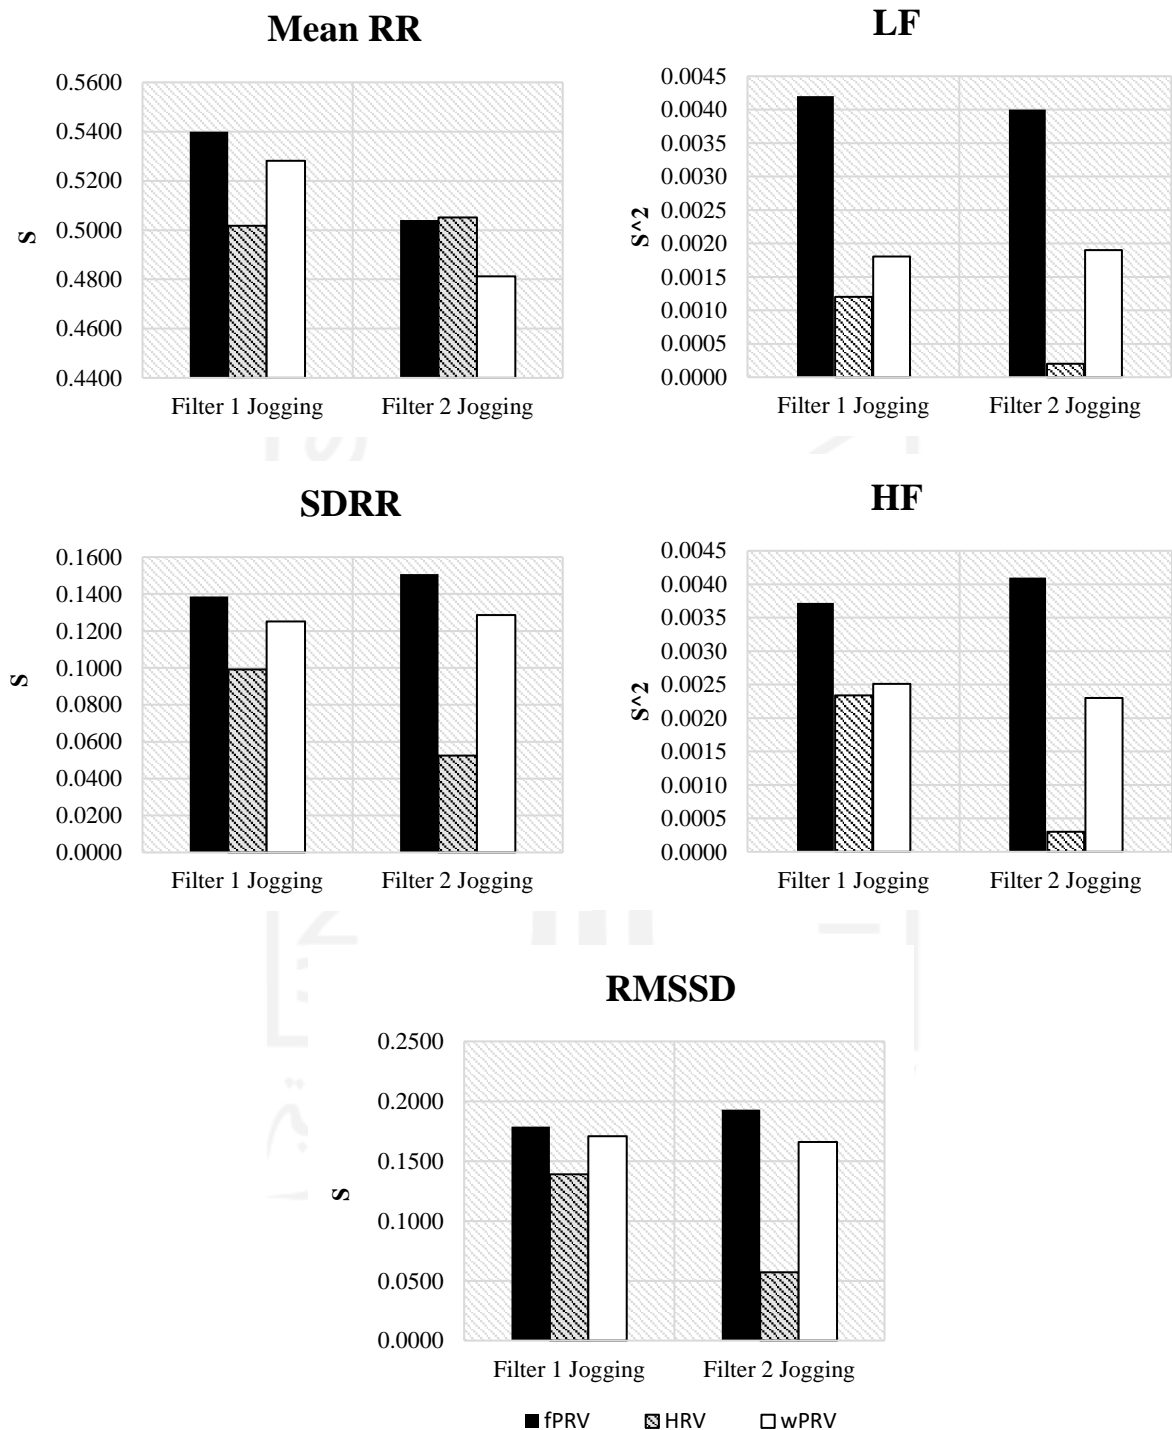 Mean RR
S
0.5600
0.5400
0.5200
0.5000
0.4800
0.4600
0.4400
Filter 1 Jogging
Filter 2 Jogging
LF
S^2
0.0045
0.0040
0.0035
0.0030
0.0025
0.0020
0.0015
0.0010
0.0005
0.0000
Filter 1 Jogging
Filter 2 Jogging
SDRR
S
0.1600
0.1400
0.1200
0.1000
0.0800
0.0600
0.0400
0.0200
0.0000
Filter 1 Jogging
Filter 2 Jogging
HF
S^2
0.0045
0.0040
0.0035
0.0030
0.0025
0.0020
0.0015
0.0010
0.0005
0.0000
Filter 1 Jogging
Filter 2 Jogging
RMSSD
S
0.2500
0.2000
0.1500
0.1000
0.0500
0.0000
Filter 1 Jogging
Filter 2 Jogging
fPRV
HRV
wPRV